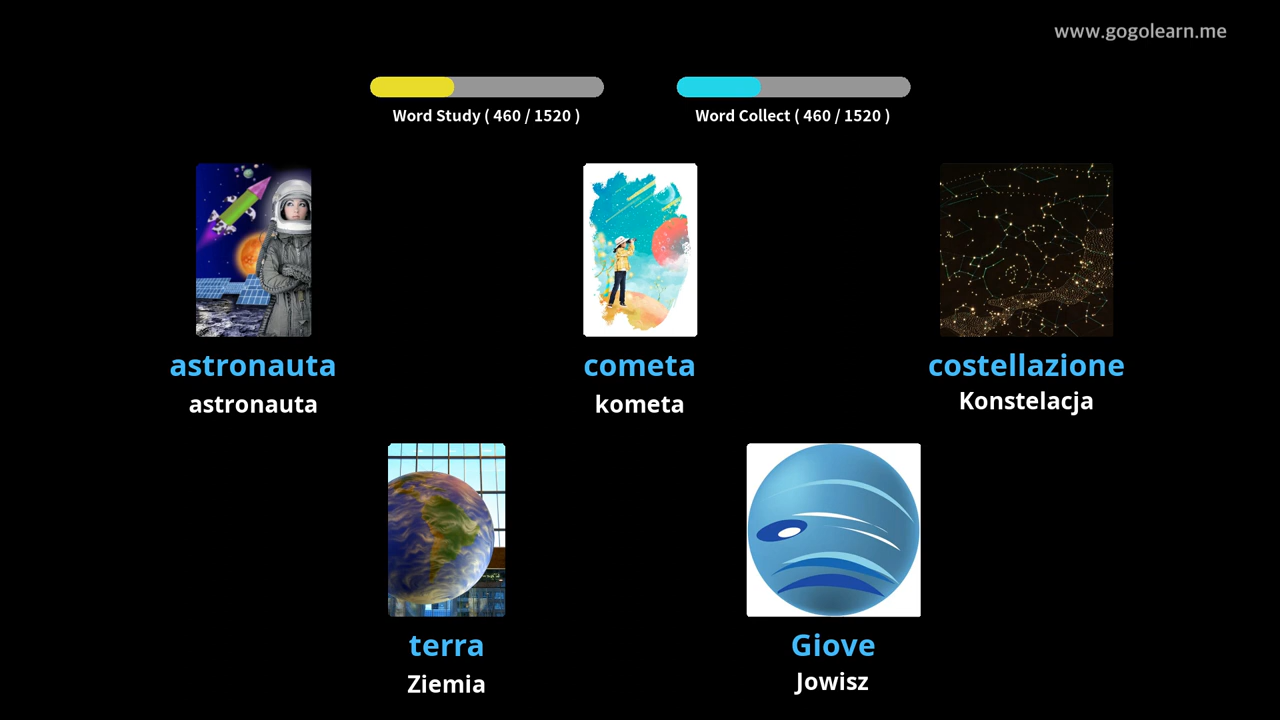 www.gogolearn.me
Word Study ( 460 / 1520 )
Word Collect ( 460 / 1520 )
astronauta
astronauta
cometa
kometa
costellazione
Konstelacja
terra
Ziemia
Giove
Jowisz